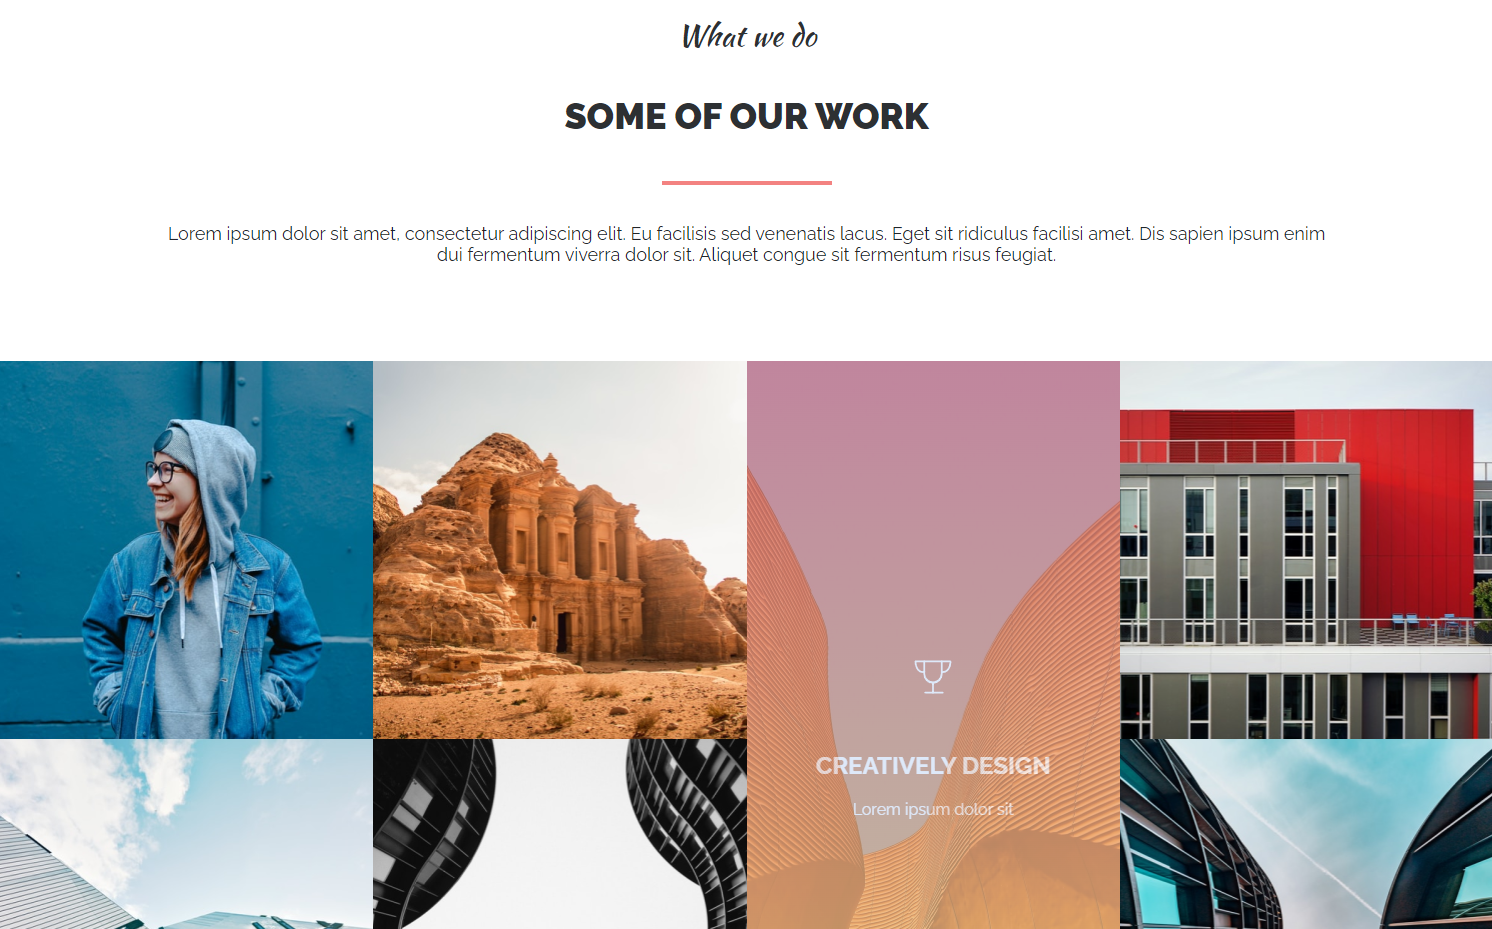 What we do
SOME OF OUR WORK
Lorem ipsum dolor sit amet, consectetur adipiscing elit. Eu facilisis sed venenatis lacus. Eget sit ridiculus facilisi amet. Dis sapien ipsum enim
dui fermentum viverra dolor sit. Aliquet congue sit fermentum risus feugiat.
CREATIVELY DESIGN
Lorem ipsum dolor sit